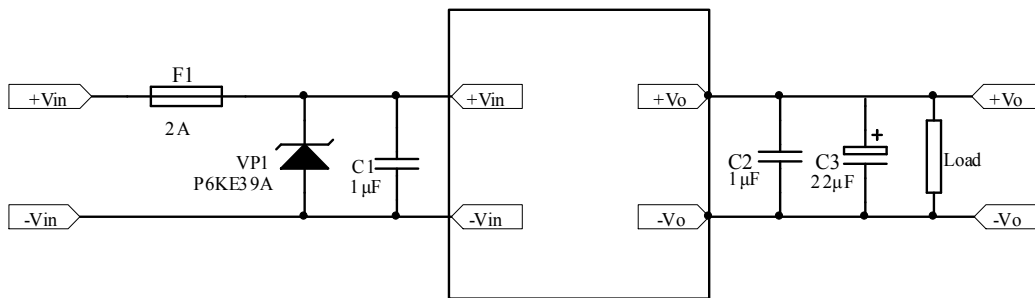 F1
+Vin
+Vin
+Vo
+Vo
2A
+
VP1
P6KE39A
C1
1μF
C2
1μF
C3
22μF
Load
-Vin
-Vin
-Vo
-Vo